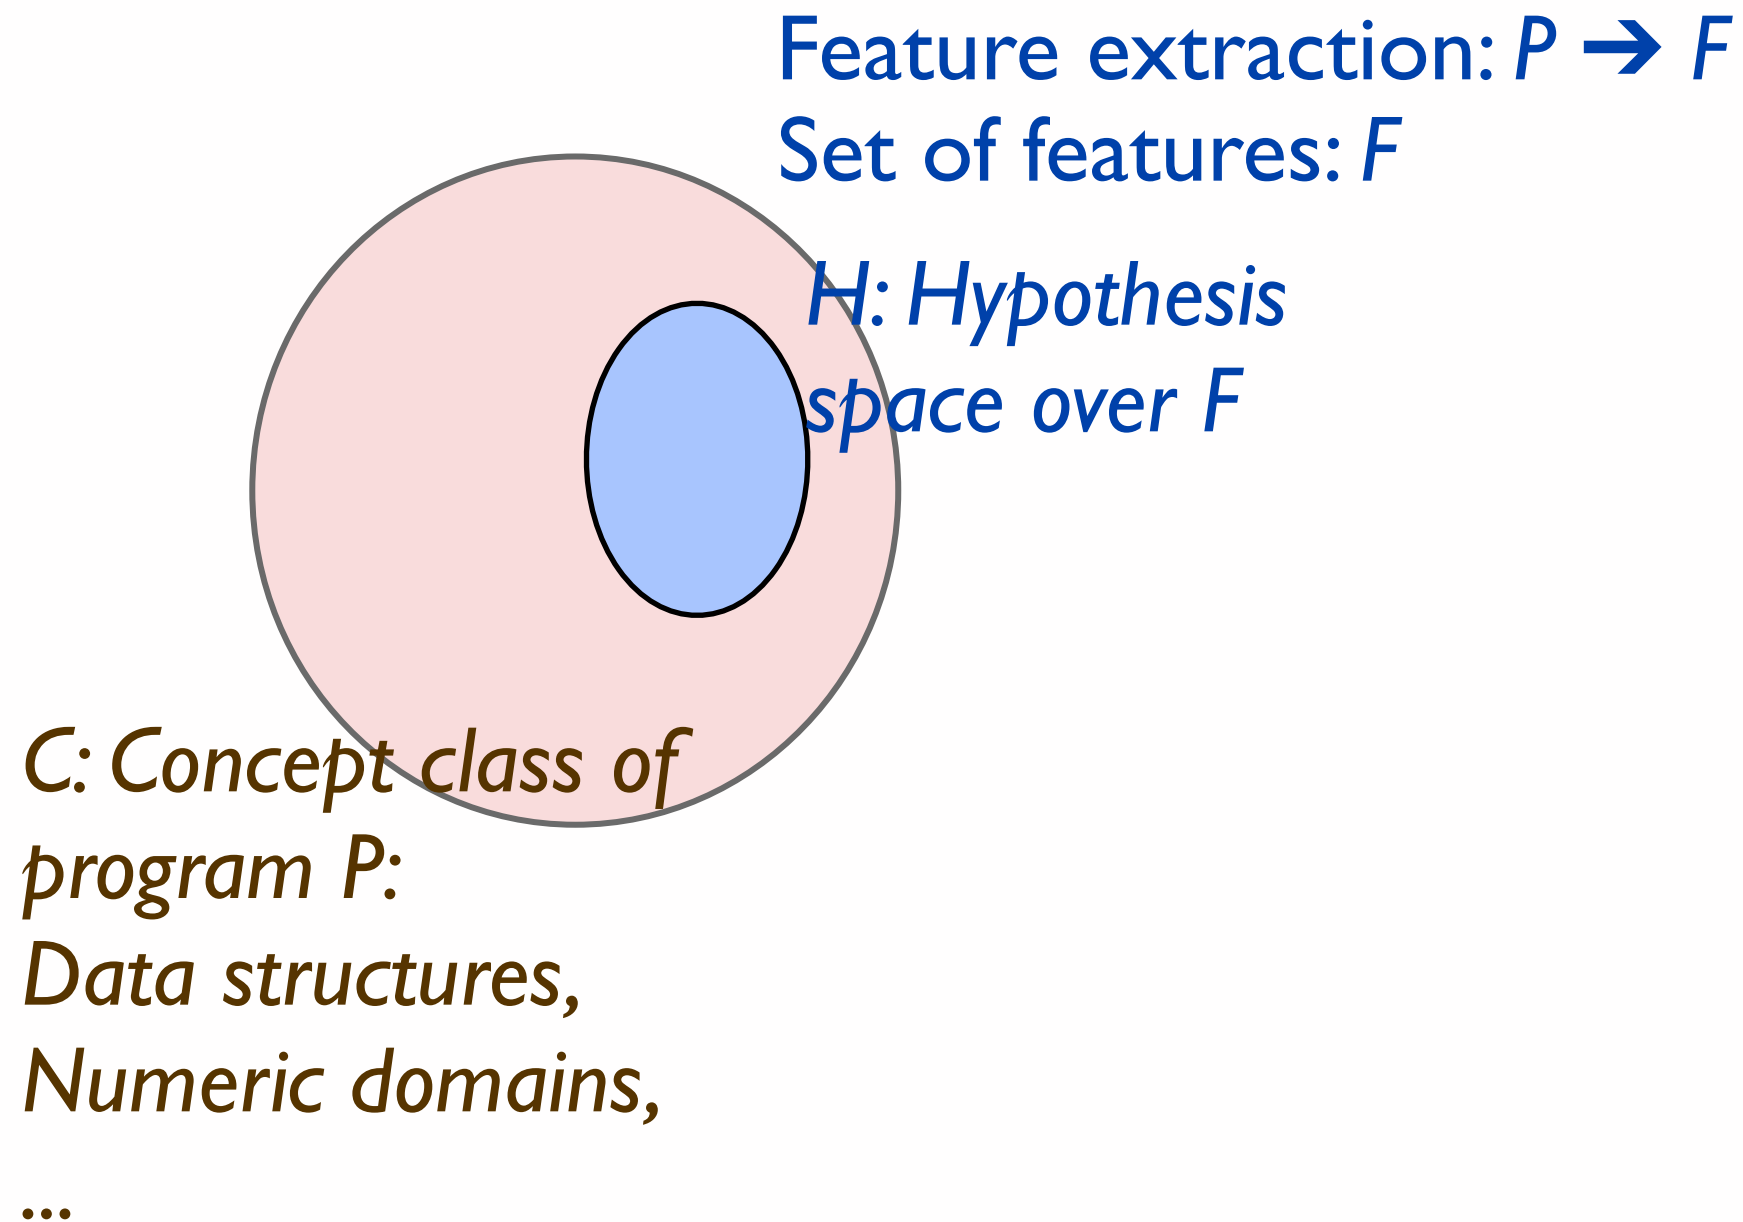 Feature extraction: P ➔ F
Set of features: F
H: Hypothesis
space over F
C: Concept class of
program P:
Data structures,
Numeric domains,
...